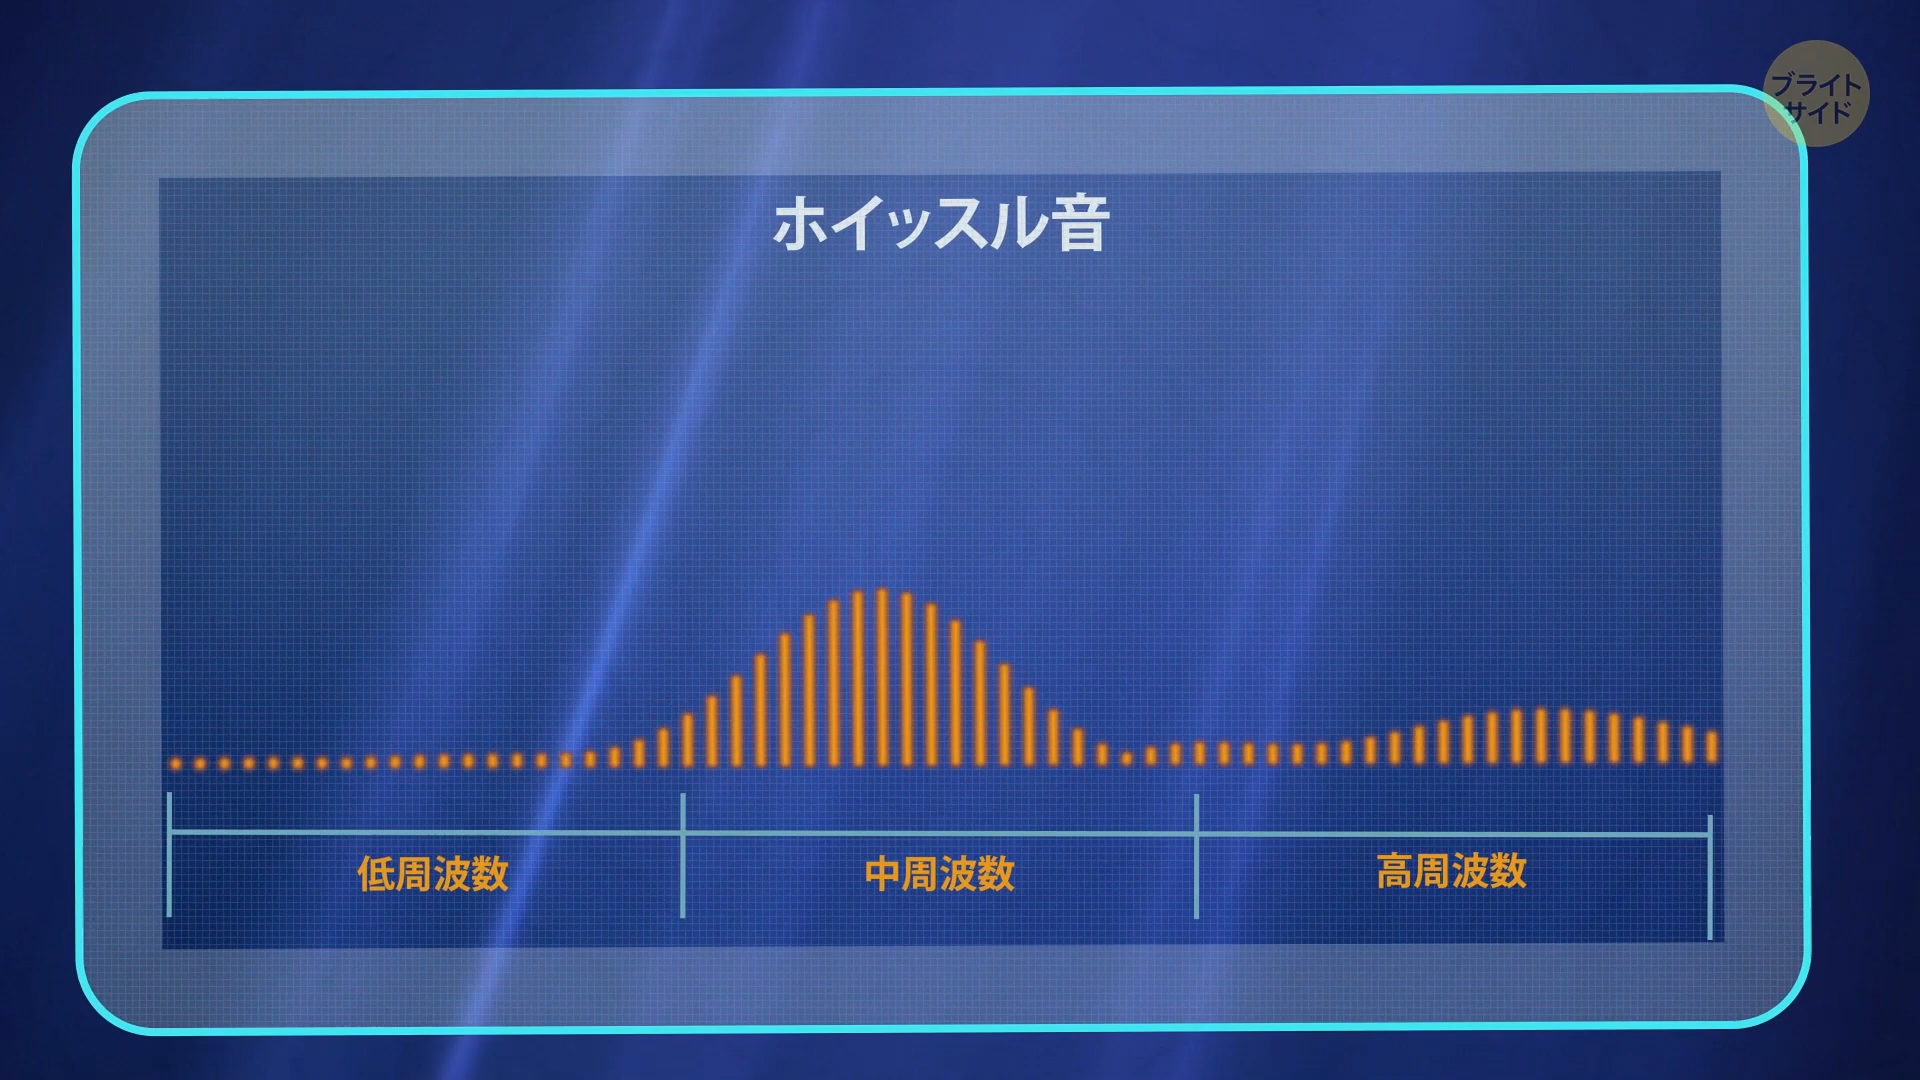 ブライト
サイド
ホイッスル音
低周波数
中周波数
高周波数